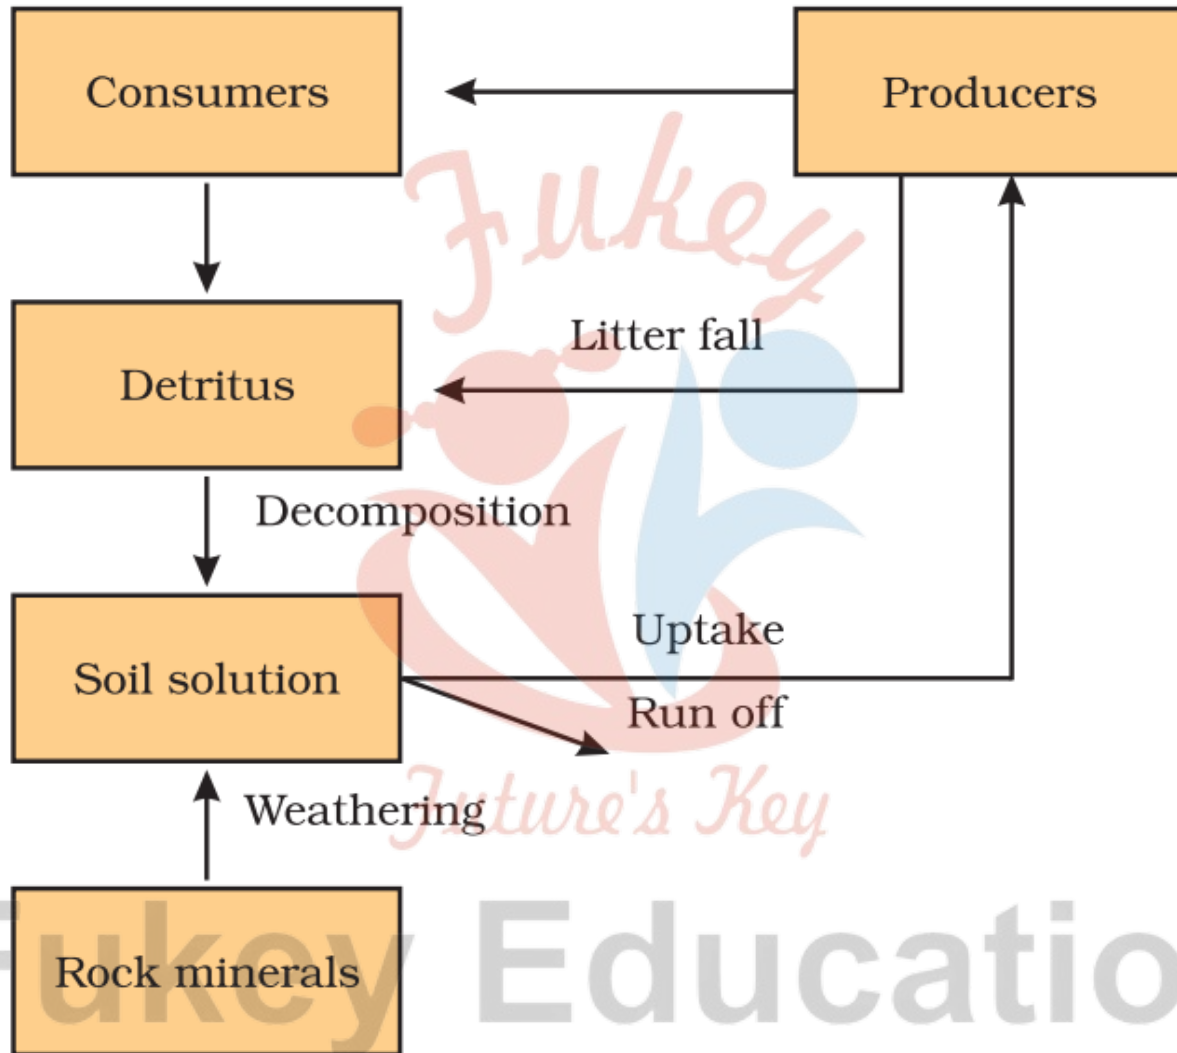 Consumers
Producers
Fukey
Litter fall
Detritus
Decomposition
Uptake
Soil solution
Run off
Future's Key
Weathering
Fukey Educatio
Rock minerals